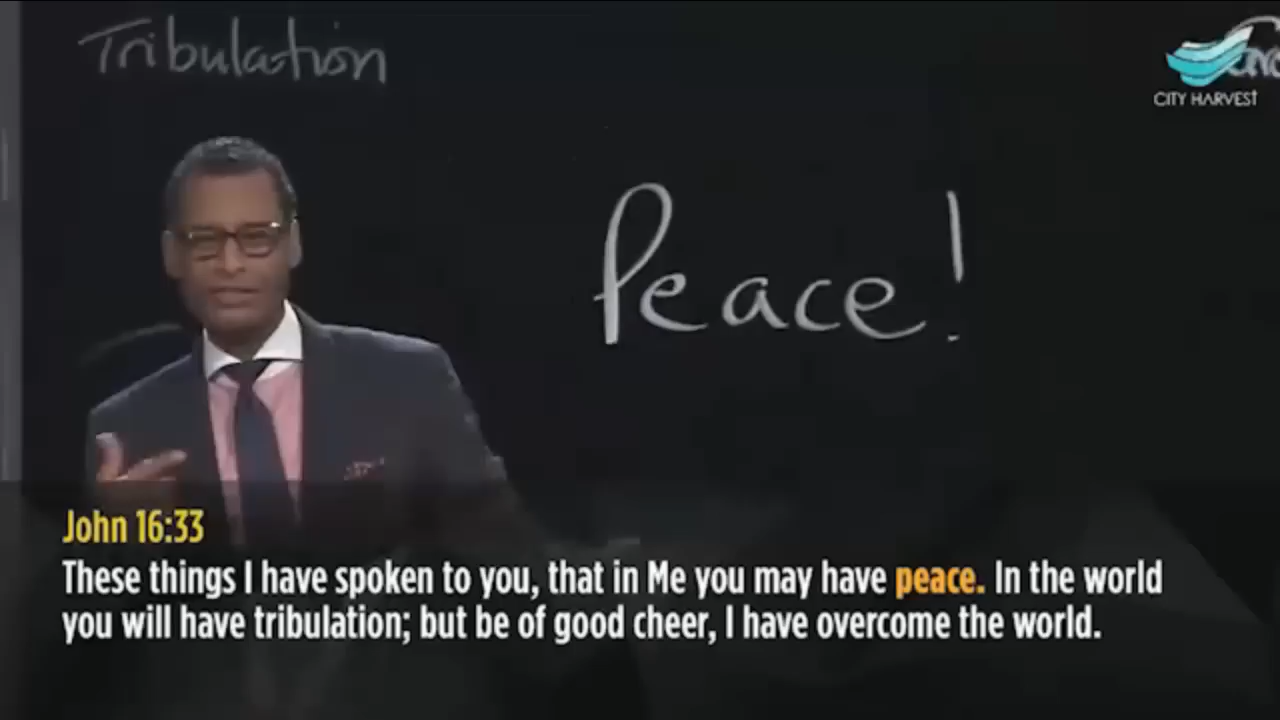 Tribulation
CITY HARVEST
Peace!
John 16:33
These things I have spoken to you, that in Me you may have peace. In the world
you will have tribulation; but be of good cheer, I have overcome the world.